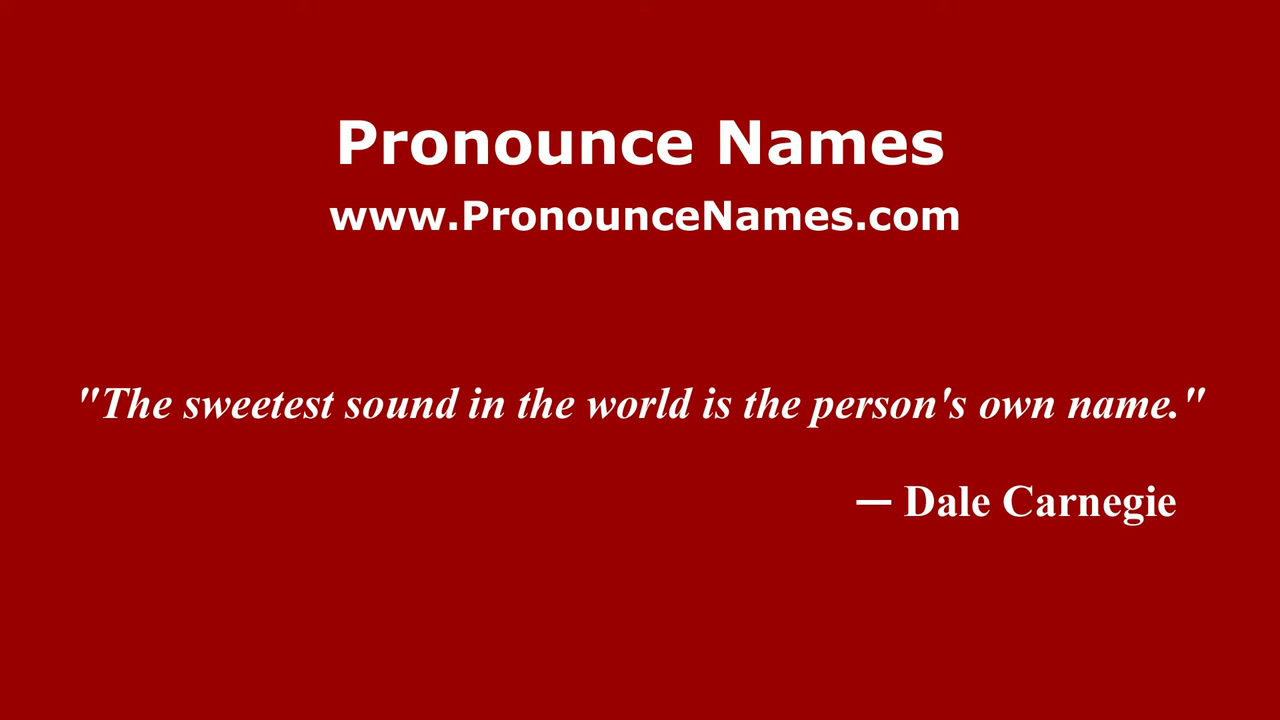 Pronounce Names
www.PronounceNames.com
"The sweetest sound in the world is the person's own name."
— Dale Carnegie